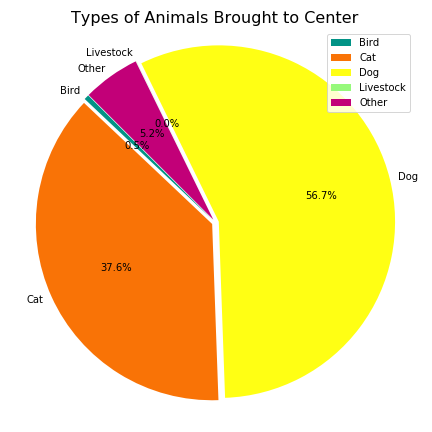 Types of Animals Brought to Center
Bird
Cat
Dog
Livestock
Other
Livestock
Other
Bird
0.0%
5.2%
0.5%
Dog
56.7%
37.6%
Cat